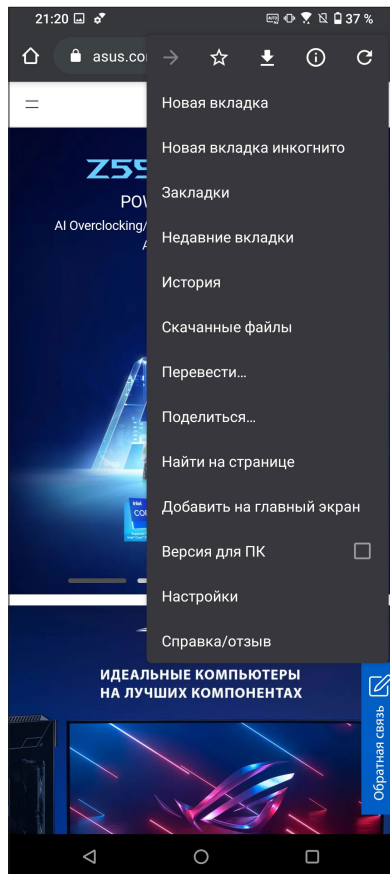 21:20
37 %
asus.co
Новая вкладка
Новая вкладка инкогнито
Закладки
Недавние вкладки
История
Скачанные файлы
Перевести...
Поделиться...
Найти на странице
Добавить на главный экран
Версия для ПК
Настройки
Справка/отзыв
Z59
PO
AI Overclocking/
ИДЕАЛЬНЫЕ КОМПЬЮТЕРЫ
НА ЛУЧШИХ КОМПОНЕНТАХ
Обратная связь